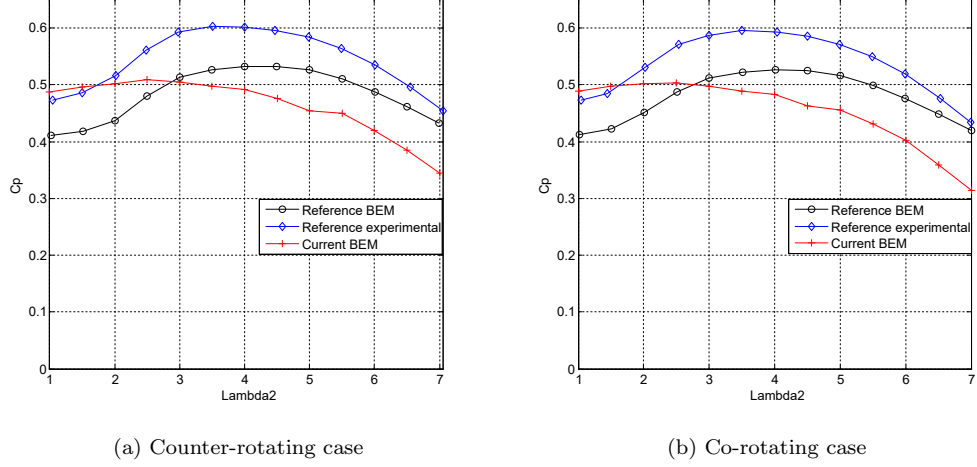 0.6
0.5
0.4
0.3
0.2
0.1
0
Cp
1 2 3 4 5 6 7
Lambda2
Reference BEM
Reference experimental
Current BEM
(a) Counter-rotating case
0.6
0.5
0.4
0.3
0.2
0.1
0
Cp
1 2 3 4 5 6 7
Lambda2
Reference BEM
Reference experimental
Current BEM
(b) Co-rotating case